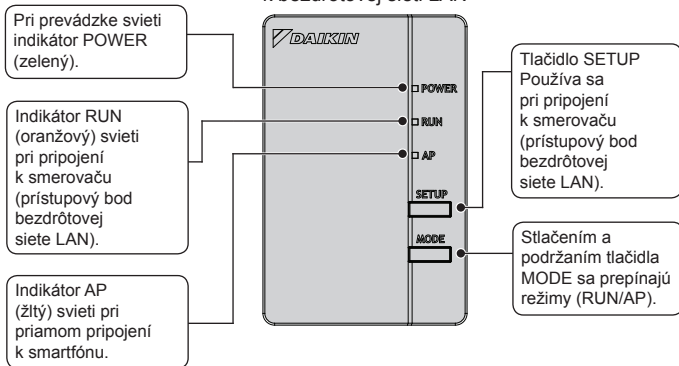 k bezdrôtovej sieti LAN
Pri prevádzke svieti
indikátor POWER
(zelený).
Indikátor RUN
(oranžový) svieti
pri pripojení
k smerovaču
(prístupový bod
bezdrôtovej
siete LAN).
Indikátor AP
(žltý) svieti pri
priamom pripojení
k smartfónu.
DAIKIN
POWER
RUN
AP
SETUP
MODE
Tlačidlo SETUP
Používa sa
pri pripojení
k smerovaču
(prístupový bod
bezdrôtovej
siete LAN).
Stlačením a
podržaním tlačidla
MODE sa prepínajú
režimy (RUN/AP).